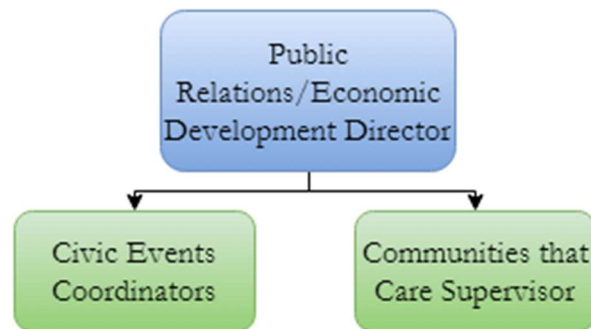 Public
Relations/Economic
Development Director
Civic Events
Coordinators
Communities that
Care Supervisor